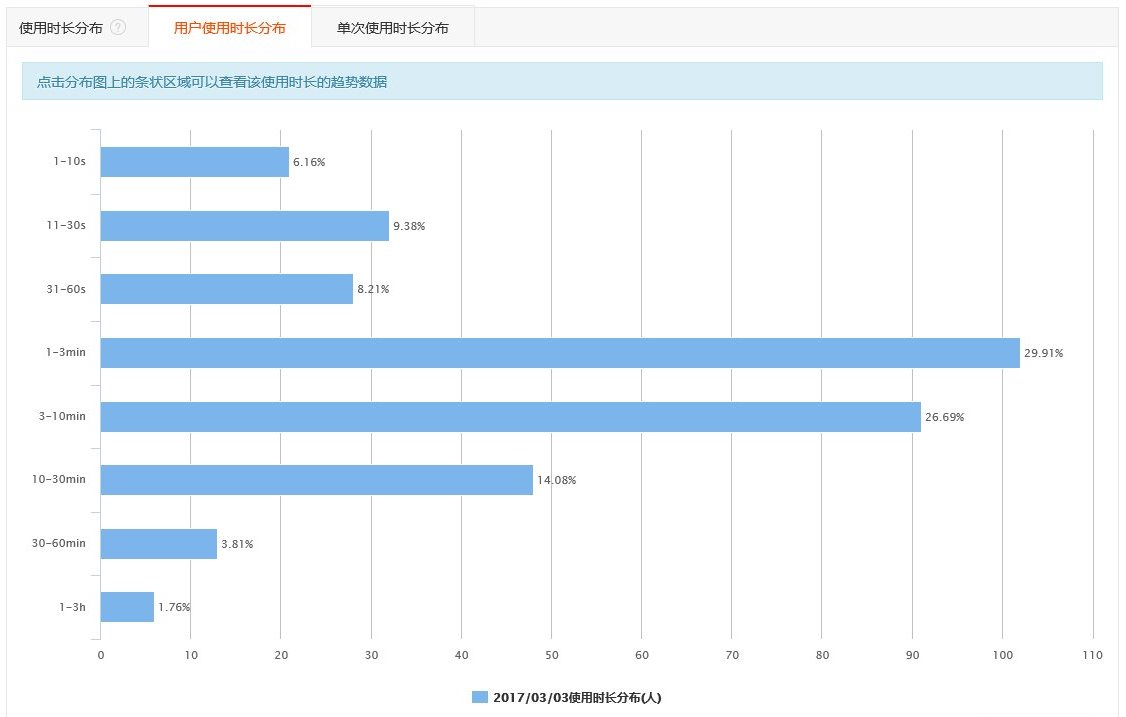 使用时长分布 ? 用户使用时长分布 单次使用时长分布
点击分布图上的条状区域可以查看该使用时长的趋势数据
1-10s 6.16%
11-30s 9.38%
31-60s 8.21%
1-3min 29.91%
3-10min 26.69%
10-30min 14.08%
30-60min 3.81%
1-3h 1.76%
0 10 20 30 40 50 60 70 80 90 100 110
2017/03/03使用时长分布(人)